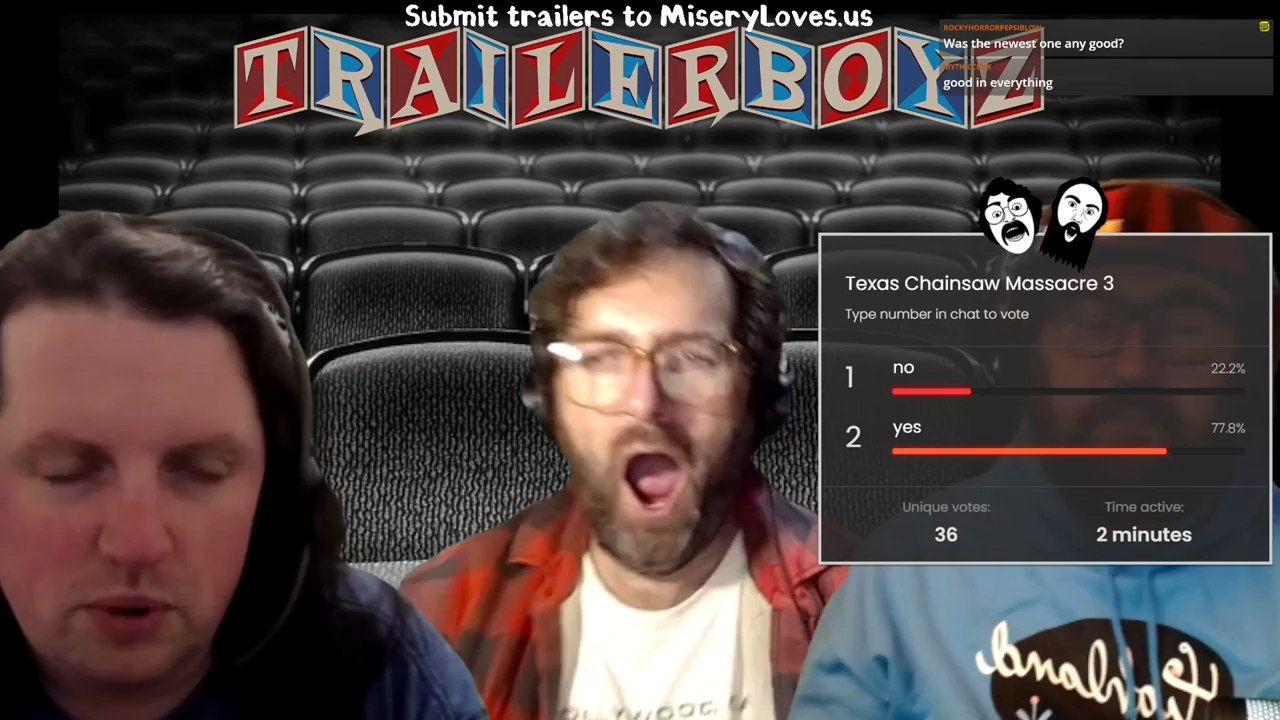 Submit trailers to MiseryLoves.us
TRAILERBOYZ
ROCKYHORRORPEPSIBLOW
Was the newest one any good?
good in everything
Texas Chainsaw Massacre 3
Type number in chat to vote
1 no 22.2%
2 yes 77.8%
Unique votes: Time active:
36 2 minutes
Portland